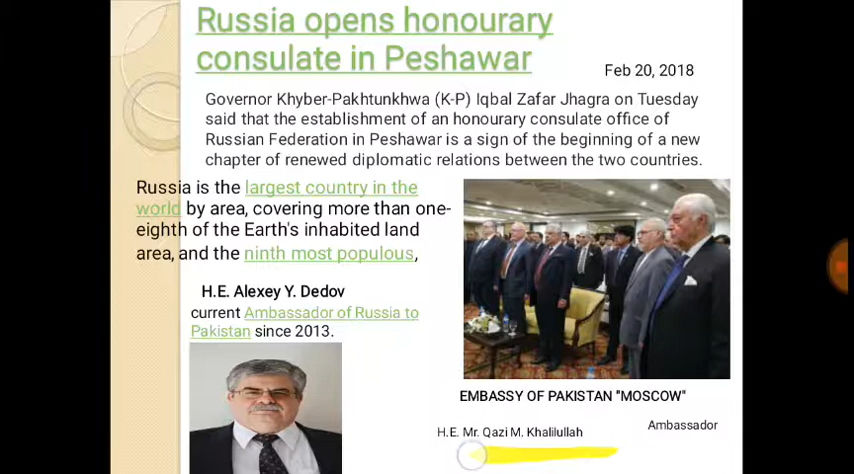 Russia opens honourary
consulate in Peshawar
Feb 20, 2018
Governor Khyber-Pakhtunkhwa (K-P) Iqbal Zafar Jhagra on Tuesday
said that the establishment of an honourary consulate office of
Russian Federation in Peshawar is a sign of the beginning of a new
chapter of renewed diplomatic relations between the two countries.
Russia is the largest country in the
world by area, covering more than one-
eighth of the Earth's inhabited land
area, and the ninth most populous,
H.E. Alexey Y. Dedov
current Ambassador of Russia to
Pakistan since 2013.
EMBASSY OF PAKISTAN "MOSCOW"
H.E. Mr. Qazi M. Khalilullah
Ambassador